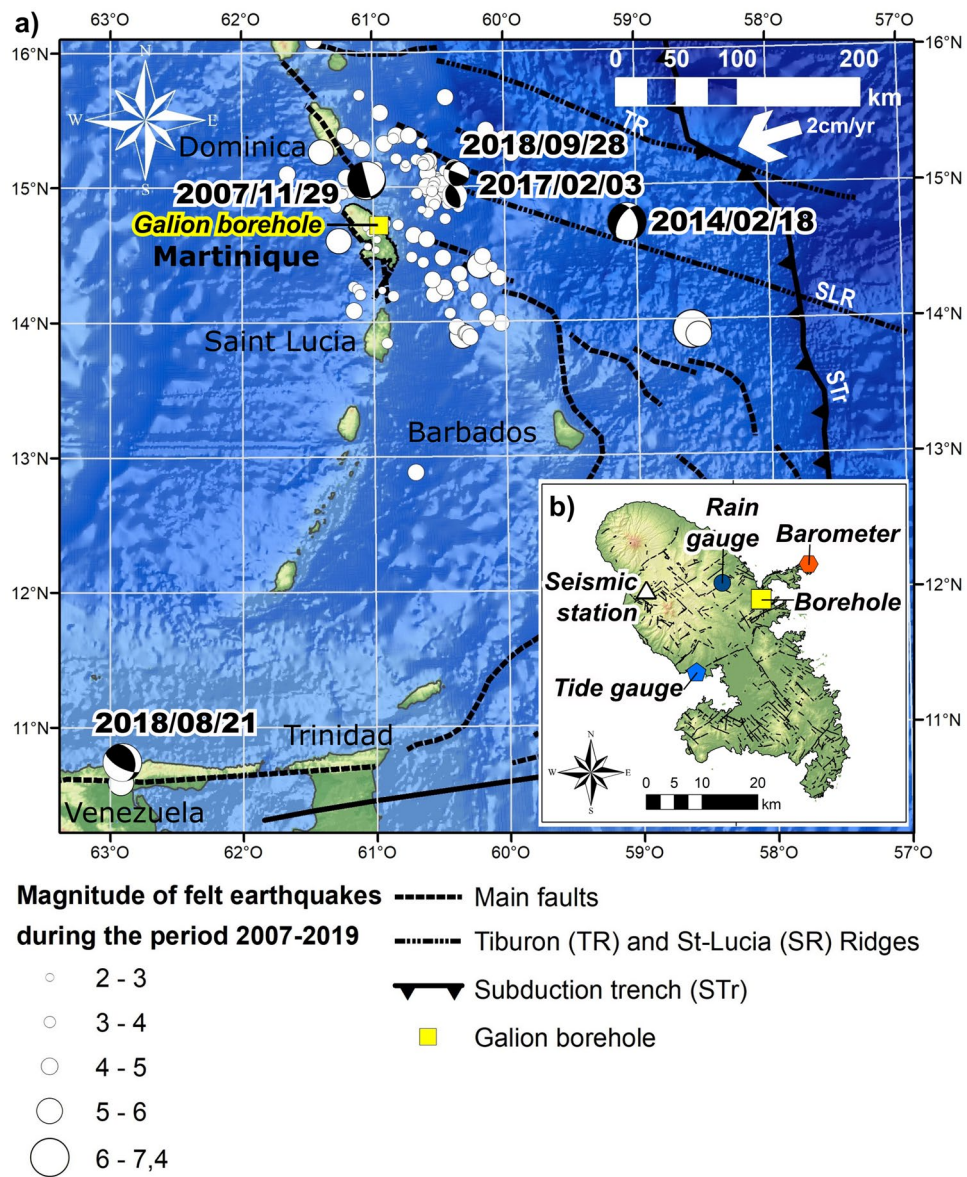 a)
63°O 62°O 61°O 60°O 59°O 58°O 57°O
16°N
16°N
N
W E
S
0 50 100 200
km
TR
2cm/yr
Dominica
2018/09/28
15°N
2007/11/29
2017/02/03
15°N
Galion borehole
2014/02/18
Martinique
SLR
14°N
14°N
Saint Lucia
STr
Barbados
13°N
13°N
b)
Rain
gauge
Barometer
12°N
Seismic
station
Borehole
12°N
Tide gauge
11°N
2018/08/21
Trinidad
11°N
N
W E
S
0 5 10 20
km
Venezuela
63°O 62°O 61°O 60°O 59°O 58°O 57°O
Magnitude of felt earthquakes
during the period 2007-2019
2 - 3
3 - 4
4 - 5
5 - 6
6 - 7,4
Main faults
Tiburon (TR) and St-Lucia (SR) Ridges
Subduction trench (STr)
Galion borehole